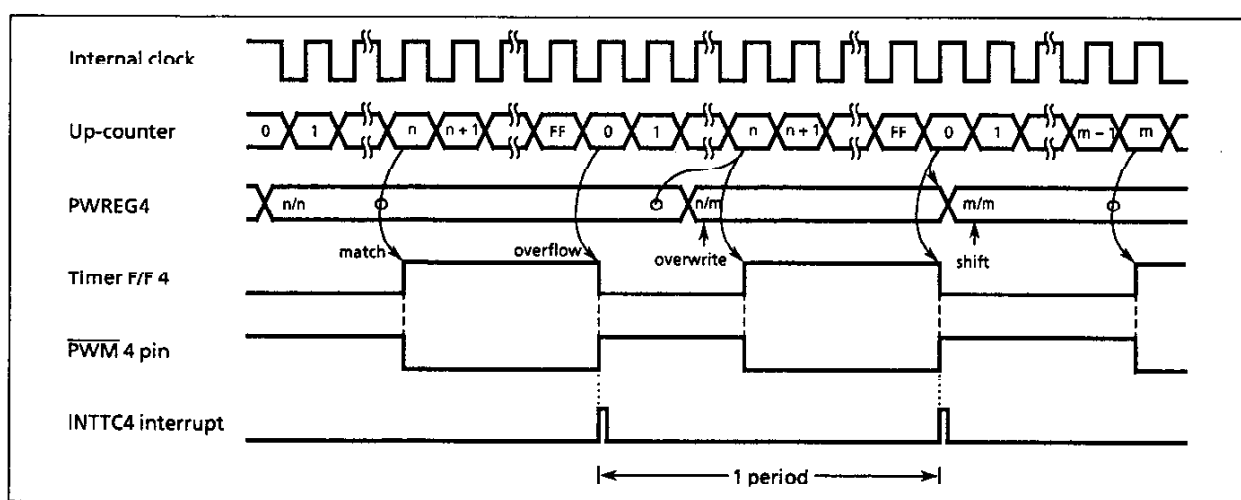 Internal clock
Up-counter
0 1 n n+1 FF 0 1 n n+1 FF 0 1 m-1 m
PWREG4
n/n n/m m/m
match overflow overwrite shift
Timer F/F 4
PWM 4 pin
INTTC4 interrupt
1 period